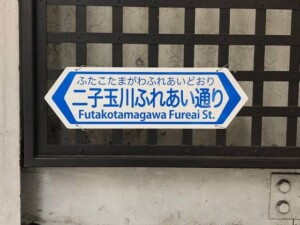 ふたこたまがわふれあいどおり
二子玉川ふれあい通り
Futakotamagawa Fureai St.